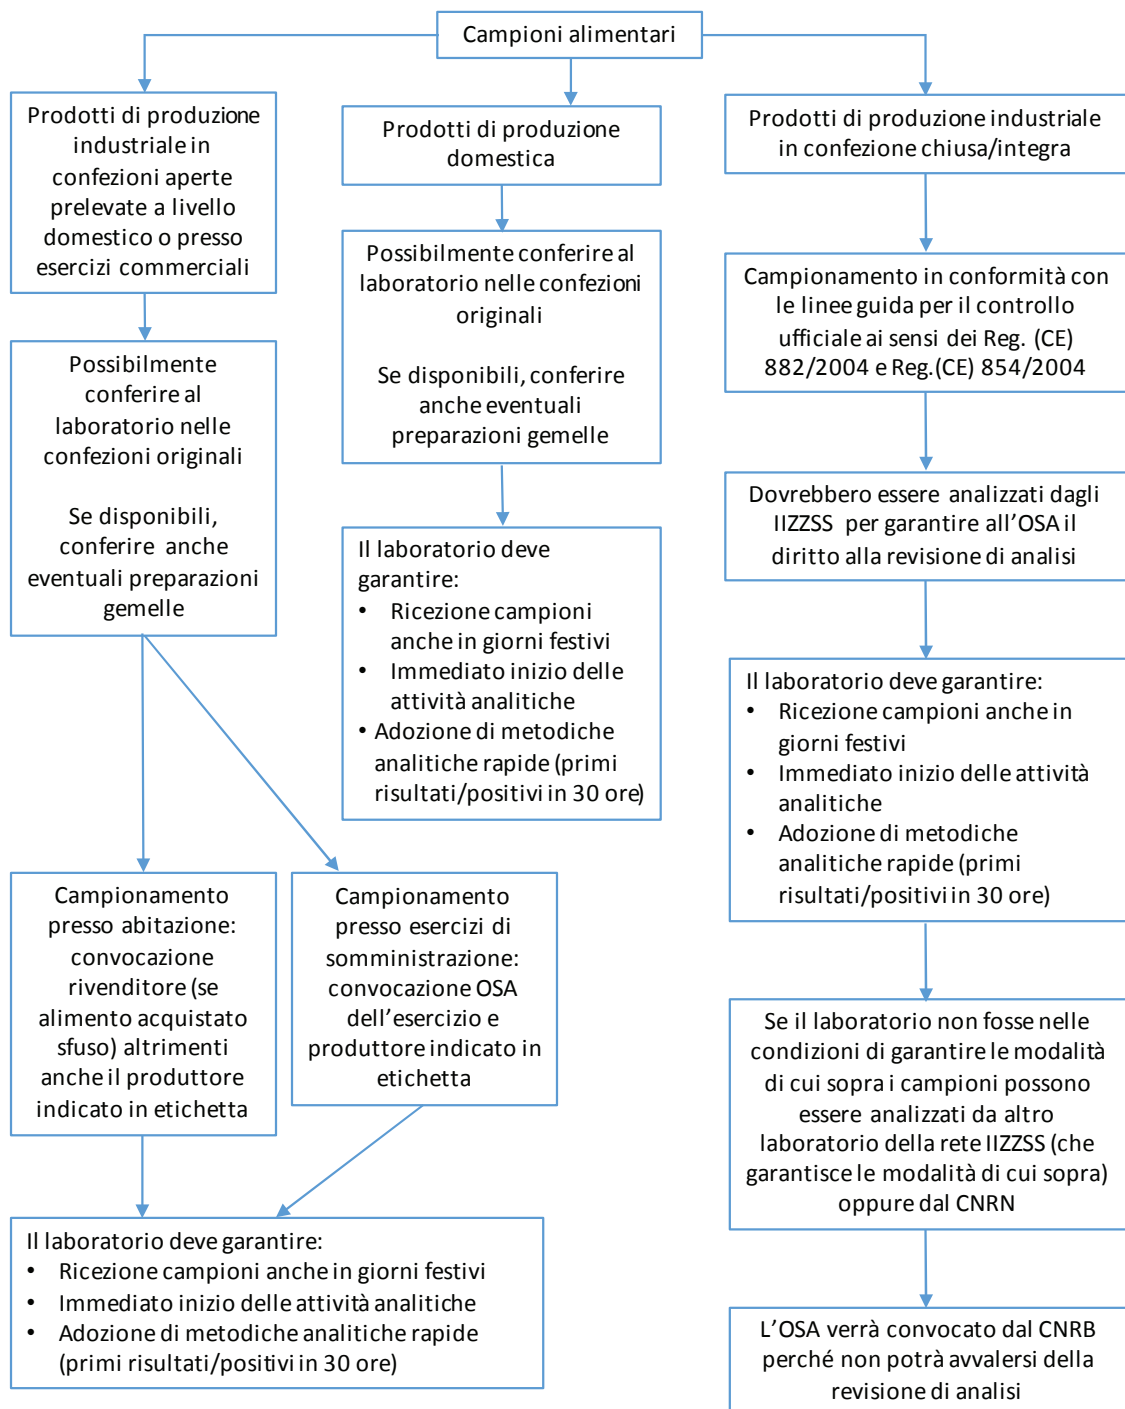 Campioni alimentari
Prodotti di produzione
industriale in
confezioni aperte
prelevate a livello
domestico o presso
esercizi commerciali
Possibilmente
conferire al
laboratorio nelle
confezioni originali
Se disponibili,
conferire anche
eventuali preparazioni
gemelle
Campionamento
presso abitazione:
convocazione
rivenditore (se
alimento acquistato
sfuso) altrimenti
anche il produttore
indicato in etichetta
Campionamento
presso esercizi di
somministrazione:
convocazione OSA
dell’esercizio e
produttore indicato in
etichetta
Il laboratorio deve garantire:
• Ricezione campioni anche in giorni festivi
• Immediato inizio delle attività analitiche
• Adozione di metodiche analitiche rapide
(primi risultati/positivi in 30 ore)
Prodotti di produzione
domestica
Possibilmente conferire al
laboratorio nelle confezioni
originali
Se disponibili, conferire
anche eventuali
preparazioni gemelle
Il laboratorio deve
garantire:
• Ricezione campioni
anche in giorni festivi
• Immediato inizio delle
attività analitiche
• Adozione di metodiche
analitiche rapide (primi
risultati/positivi in 30 ore)
Prodotti di produzione industriale
in confezione chiusa/integra
Campionamento in conformità con
le linee guida per il controllo
ufficiale ai sensi dei Reg. (CE)
882/2004 e Reg.(CE) 854/2004
Dovrebbero essere analizzati dagli
IIZZSS per garantire all’OSA il
diritto alla revisione di analisi
Il laboratorio deve garantire:
• Ricezione campioni anche in
giorni festivi
• Immediato inizio delle attività
analitiche
• Adozione di metodiche
analitiche rapide (primi
risultati/positivi in 30 ore)
Se il laboratorio non fosse nelle
condizioni di garantire le modalità
di cui sopra i campioni possono
essere analizzati da altro
laboratorio della rete IIZZSS (che
garantisce le modalità di cui sopra)
oppure dal CNRN
L’OSA verrà convocato dal CNRB
perché non potrà avvalersi della
revisione di analisi